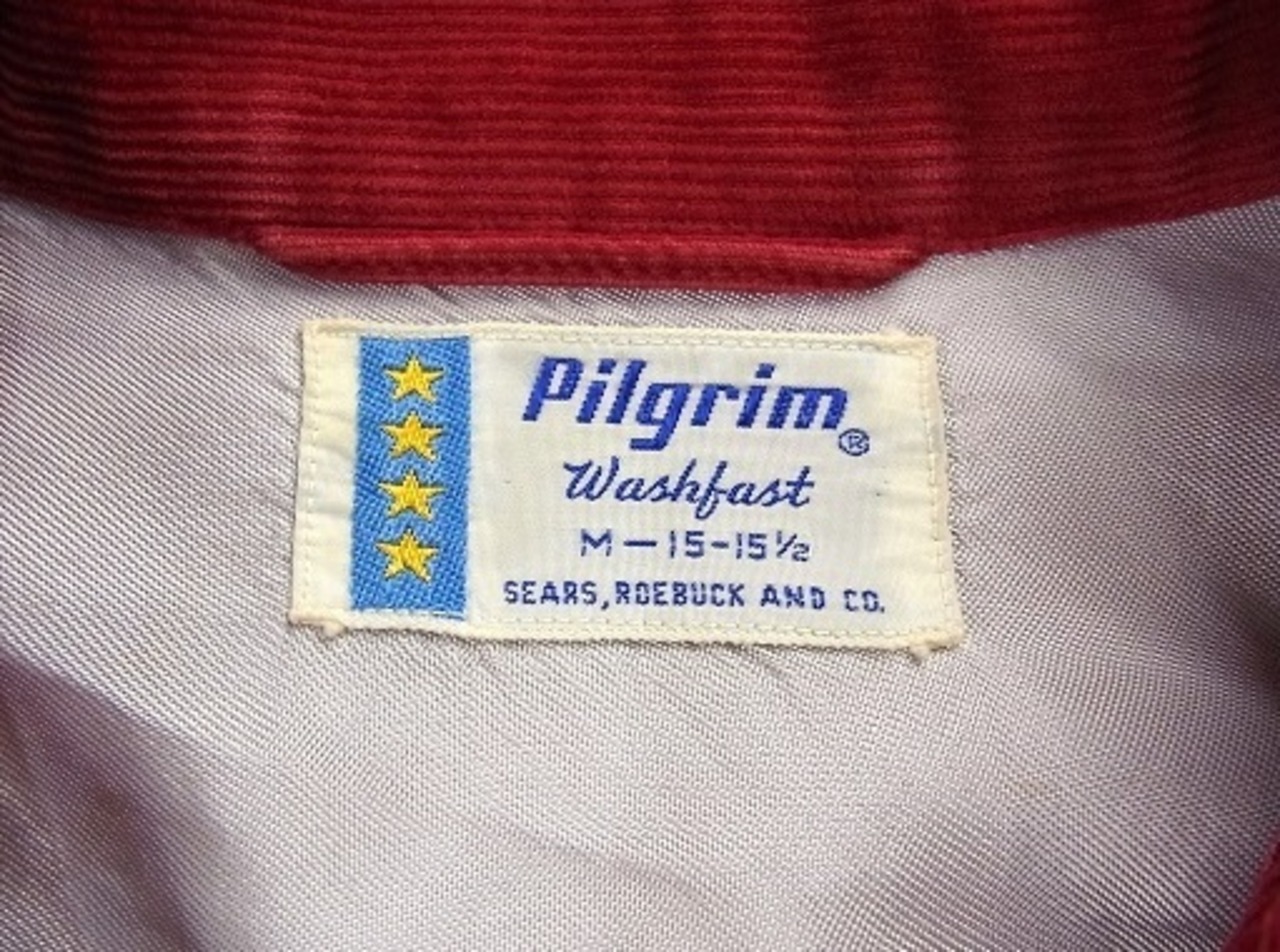 Pilgrim®
Washfast
M — 15-15½
SEARS, ROEBUCK AND CO.